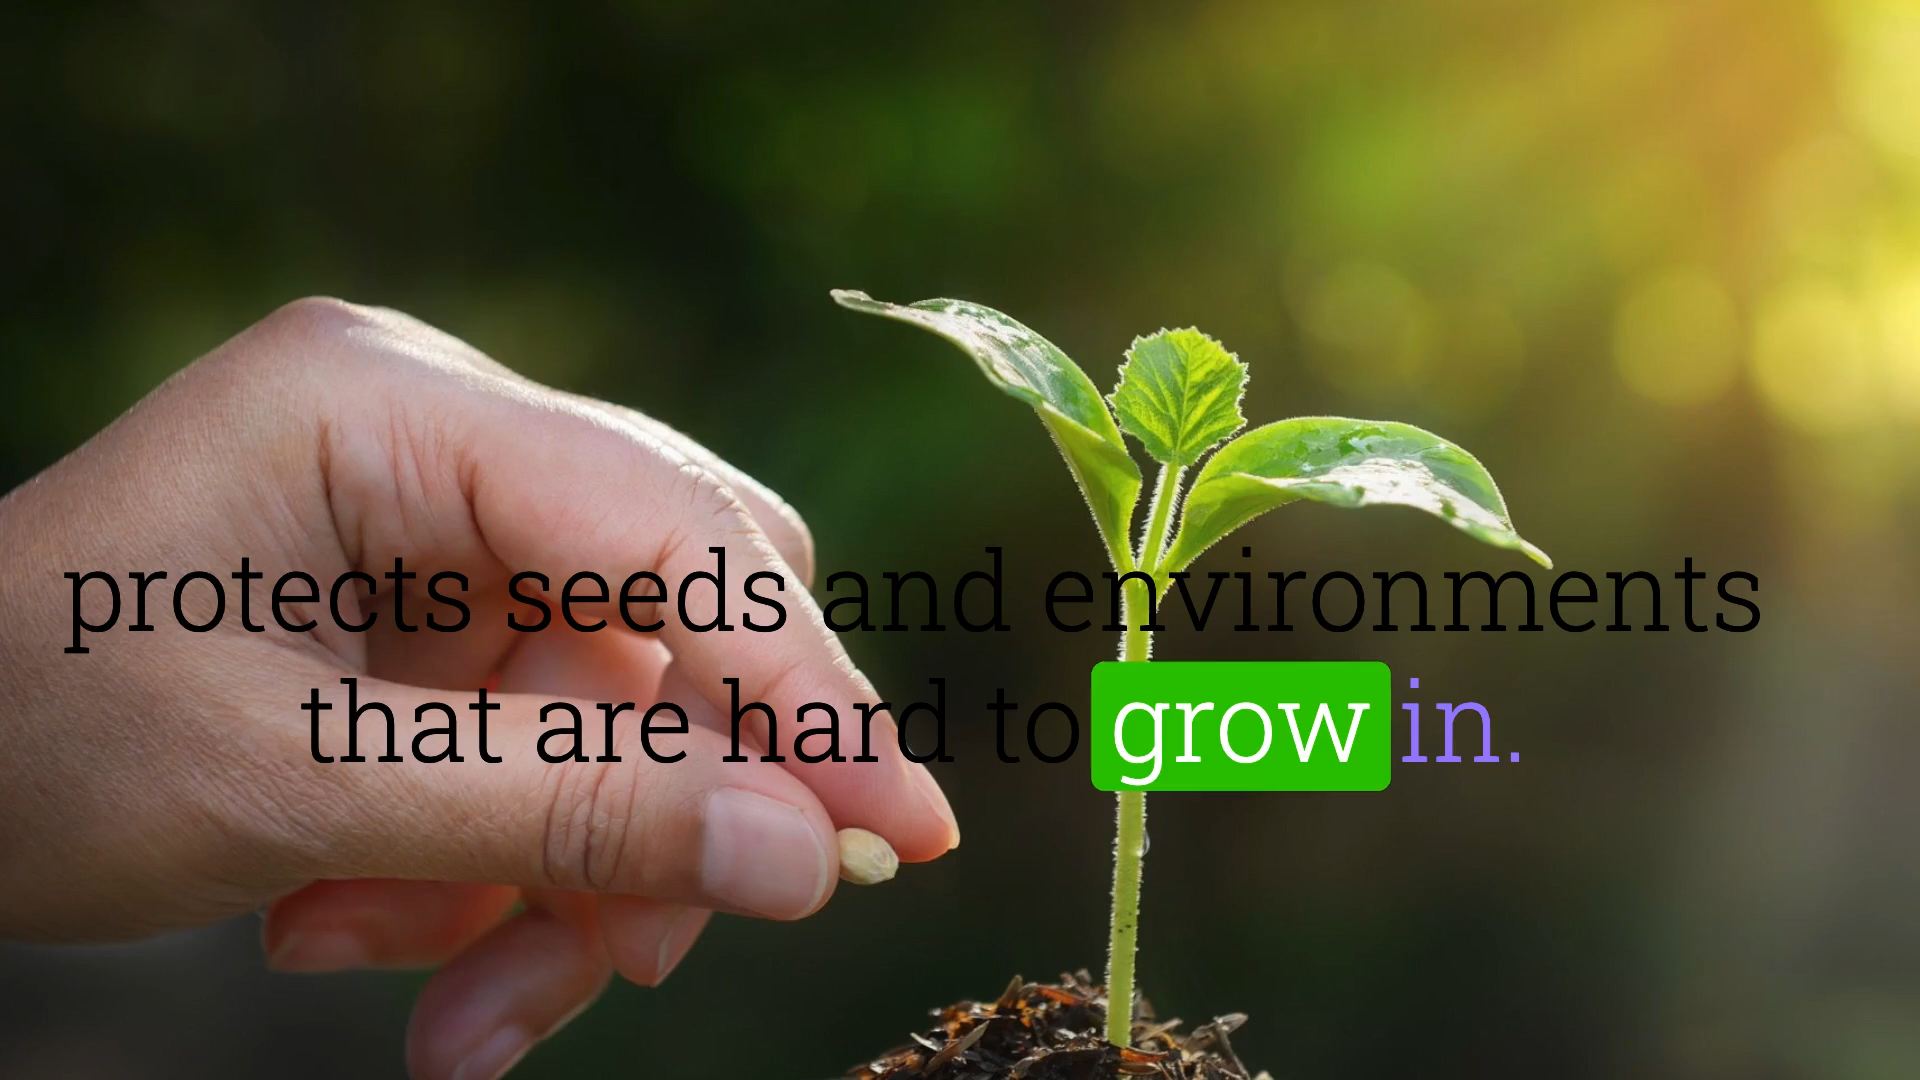 protects seeds and environments
that are hard to grow in.